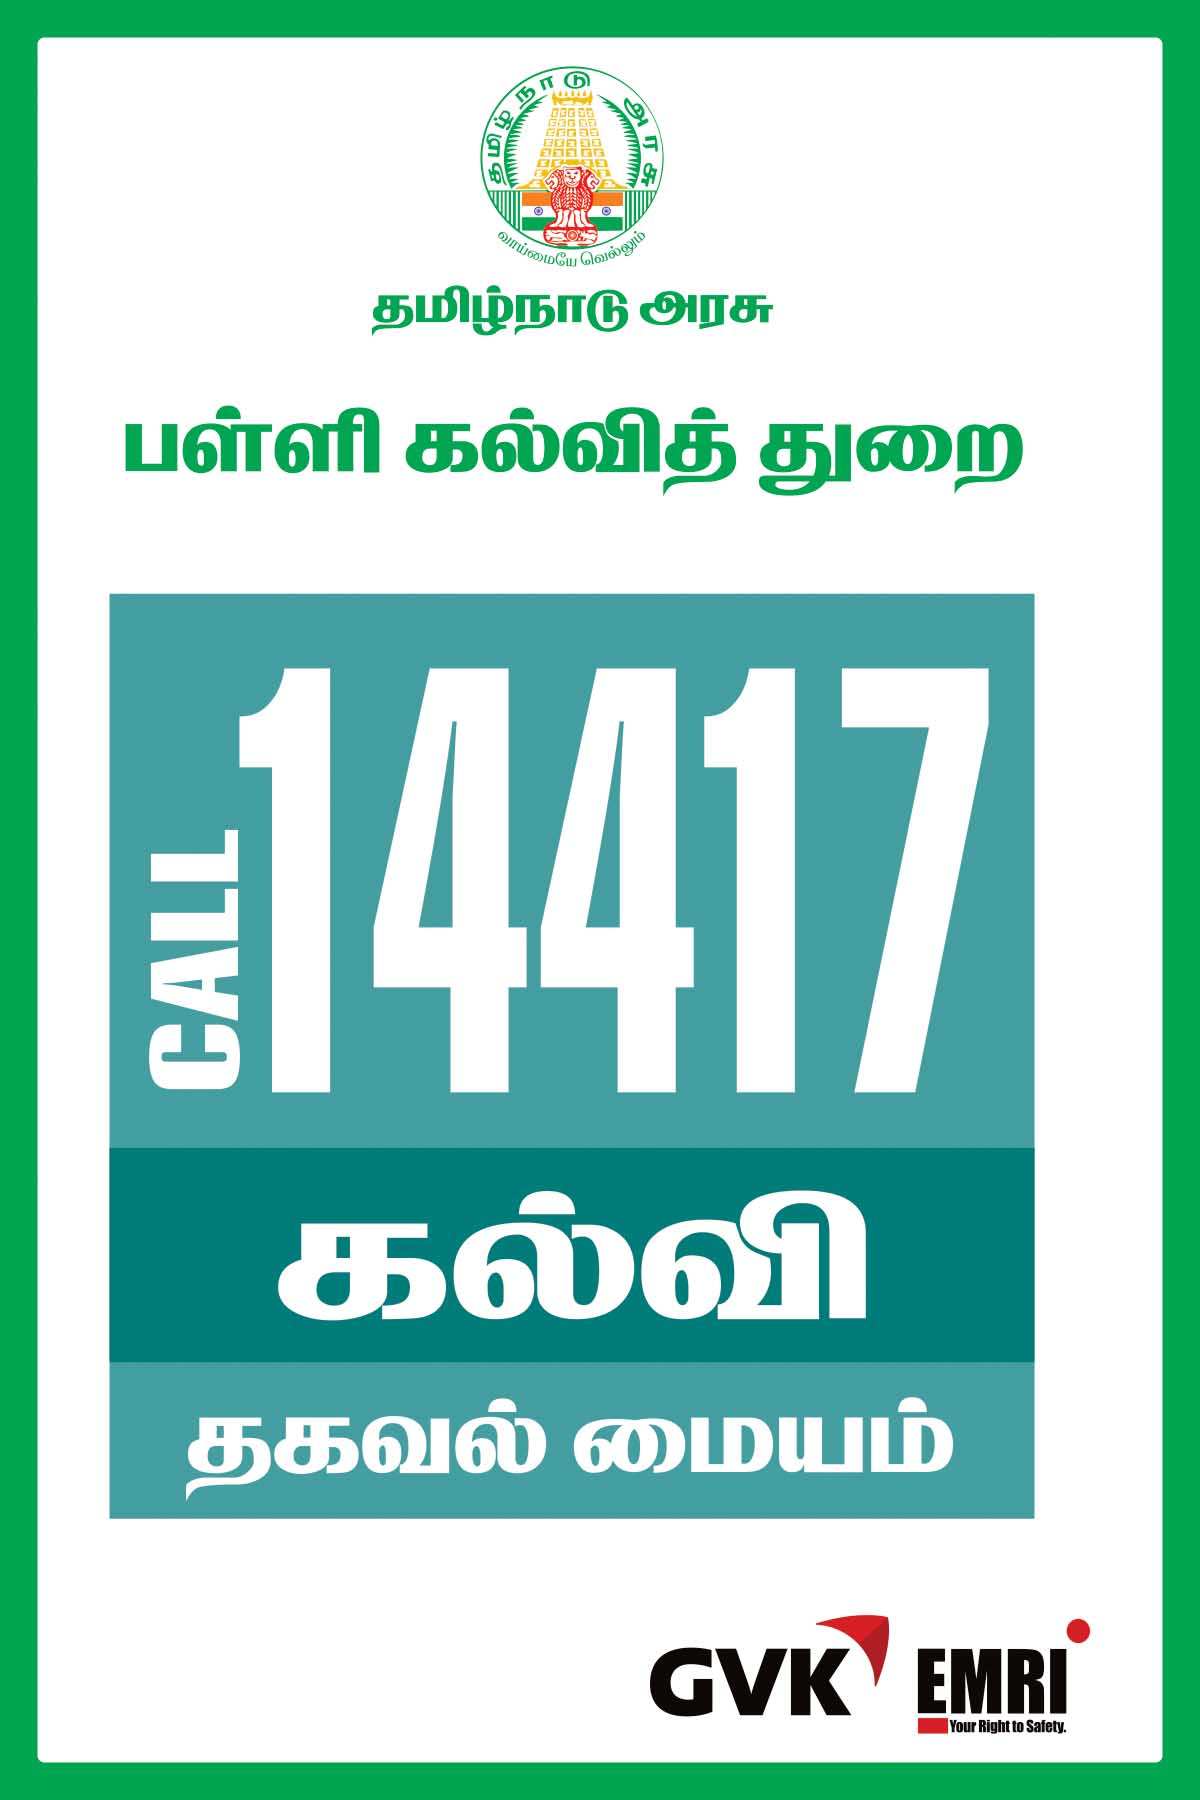 தமிழ்நாடு அரசு
வாய்மையே வெல்லும்
தமிழ்நாடு அரசு
பள்ளி கல்வித் துறை
CALL 14417
கல்வி
தகவல் மையம்
GVK EMRI
Your Right to Safety.